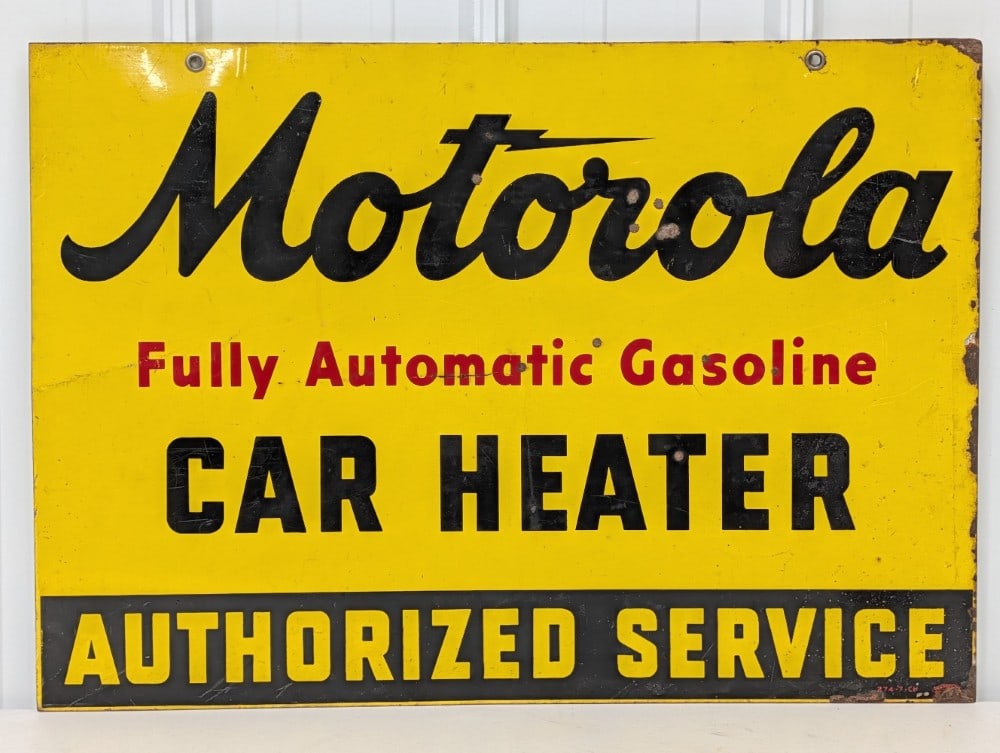 Motorola
Fully Automatic Gasoline
CAR HEATER
AUTHORIZED SERVICE